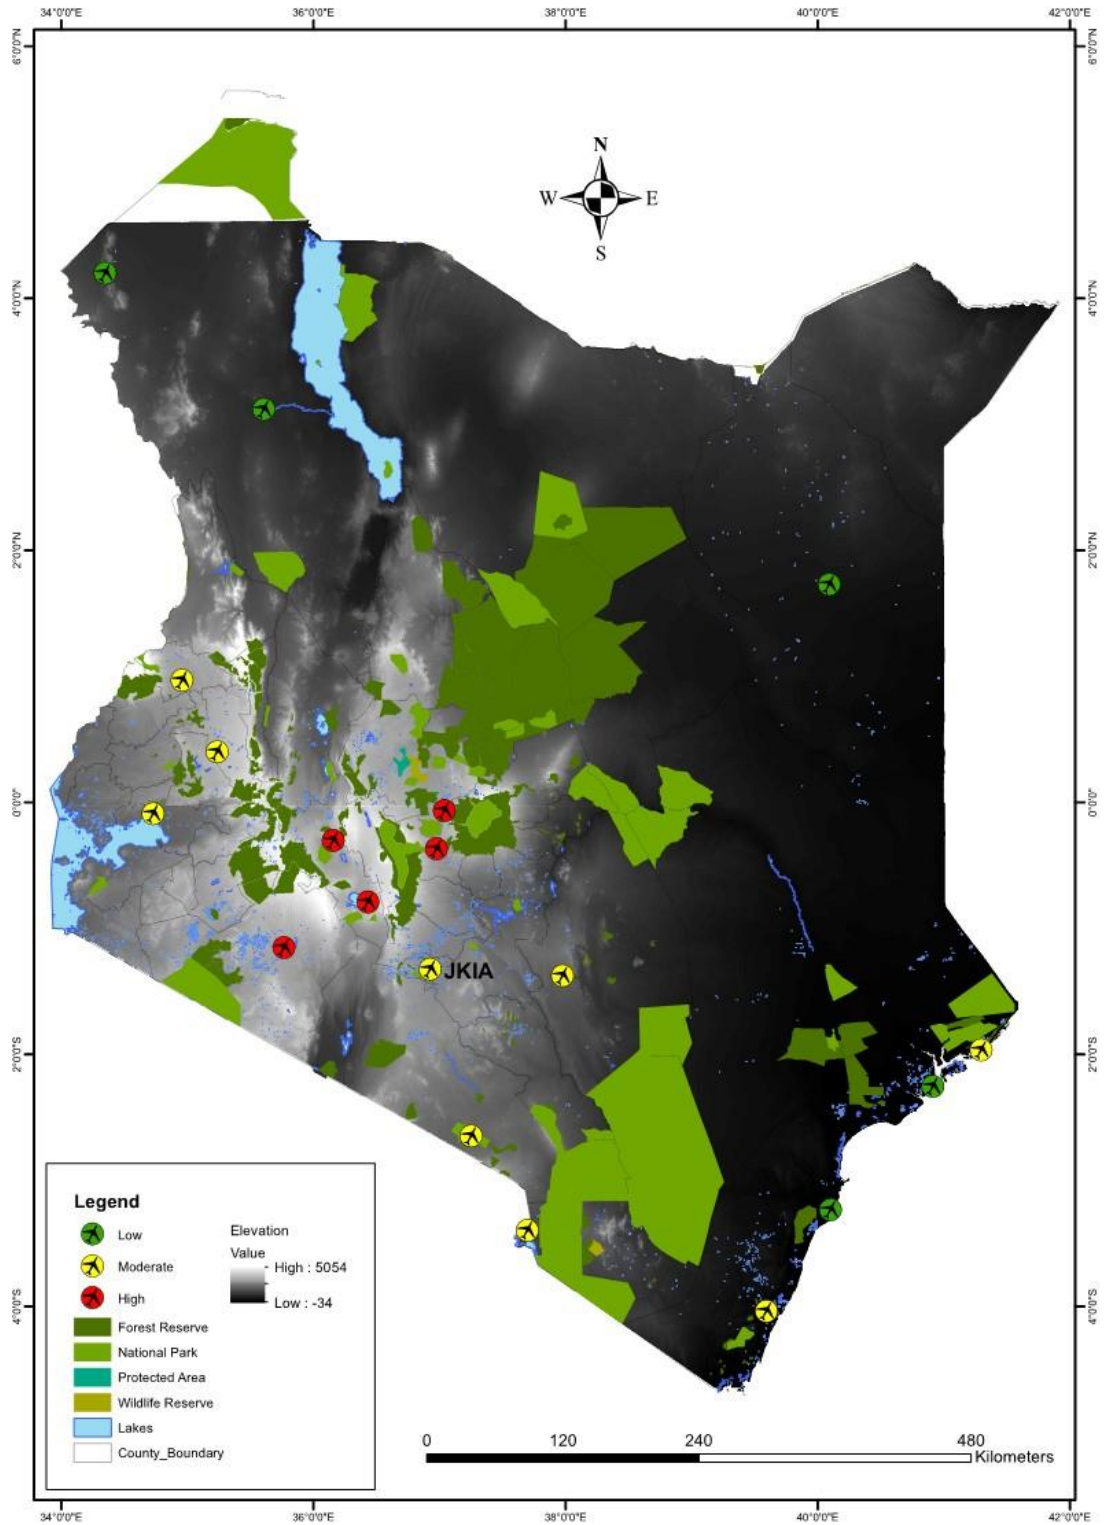 34°0'0"E 36°0'0"E 38°0'0"E 40°0'0"E 42°0'0"E
6°0'0"N 6°0'0"N
N
W E
S
4°0'0"N 4°0'0"N
2°0'0"N 2°0'0"N
0°0'0" 0°0'0"
JKIA
2°0'0"S 2°0'0"S
Legend
Low
Moderate
High
Elevation
Value
High : 5054
Low : -34
4°0'0"S 4°0'0"S
Forest Reserve
National Park
Protected Area
Wildlife Reserve
Lakes
County_Boundary
0 120 240 480
Kilometers
34°0'0"E 36°0'0"E 38°0'0"E 40°0'0"E 42°0'0"E